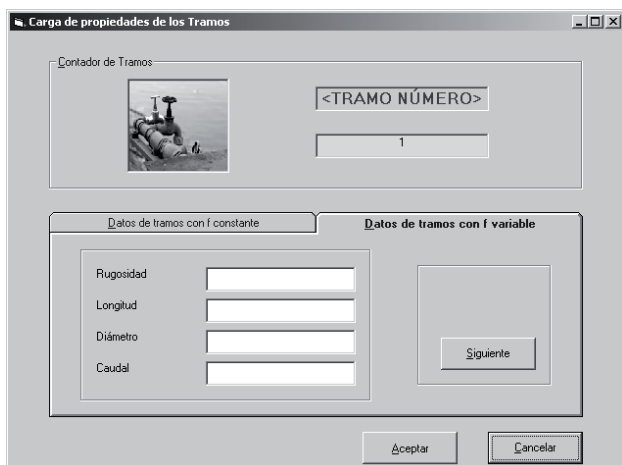 Carga de propiedades de los Tramos
Contador de Tramos
<TRAMO NÚMERO>
1
Datos de tramos con f constante
Datos de tramos con f variable
Rugosidad
Longitud
Diámetro
Caudal
Siguiente
Aceptar
Cancelar